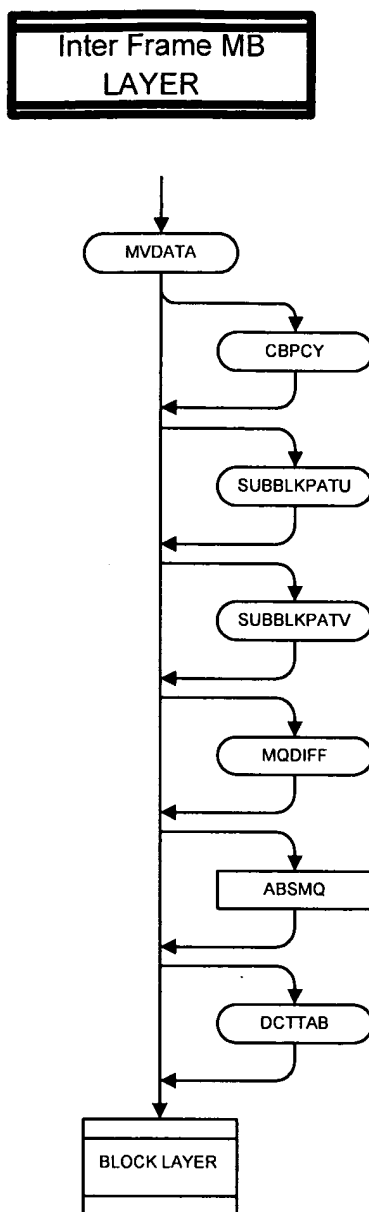 Inter Frame MB
LAYER
MVDATA
CBPCY
SUBBLKPATU
SUBBLKPATV
MQDIFF
ABSMQ
DCTTAB
BLOCK LAYER